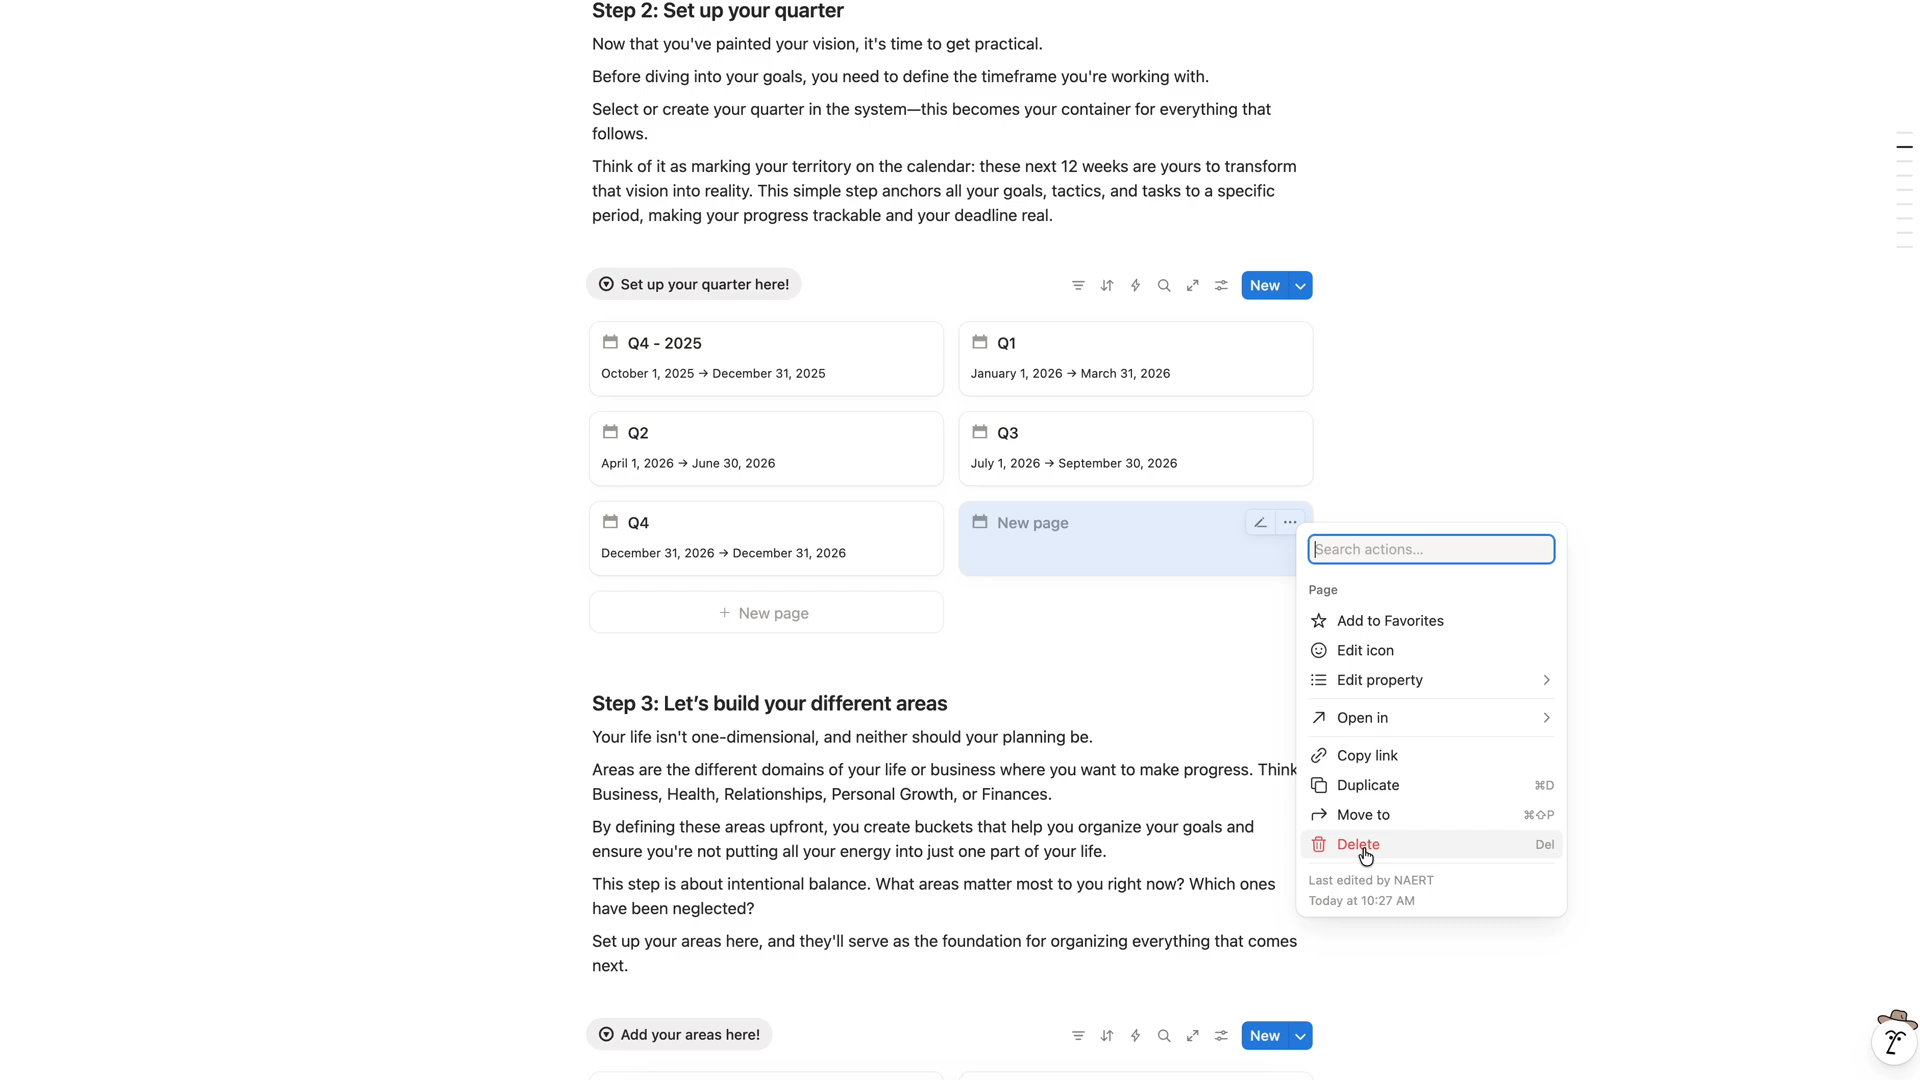 Step 2: Set up your quarter
Now that you've painted your vision, it's time to get practical.
Before diving into your goals, you need to define the timeframe you're working with.
Select or create your quarter in the system—this becomes your container for everything that
follows.
Think of it as marking your territory on the calendar: these next 12 weeks are yours to transform
that vision into reality. This simple step anchors all your goals, tactics, and tasks to a specific
period, making your progress trackable and your deadline real.
Set up your quarter here!
New
Q4 - 2025
October 1, 2025 → December 31, 2025
Q1
January 1, 2026 → March 31, 2026
Q2
April 1, 2026 → June 30, 2026
Q3
July 1, 2026 → September 30, 2026
Q4
December 31, 2026 → December 31, 2026
New page
+ New page
Search actions...
Page
Add to Favorites
Edit icon
Edit property
Open in
Copy link
Duplicate ⌘D
Move to ⌘⇧P
Delete Del
Last edited by NAERT
Today at 10:27 AM
Step 3: Let's build your different areas
Your life isn't one-dimensional, and neither should your planning be.
Areas are the different domains of your life or business where you want to make progress. Think
Business, Health, Relationships, Personal Growth, or Finances.
By defining these areas upfront, you create buckets that help you organize your goals and
ensure you're not putting all your energy into just one part of your life.
This step is about intentional balance. What areas matter most to you right now? Which ones
have been neglected?
Set up your areas here, and they'll serve as the foundation for organizing everything that comes
next.
Add your areas here!
New